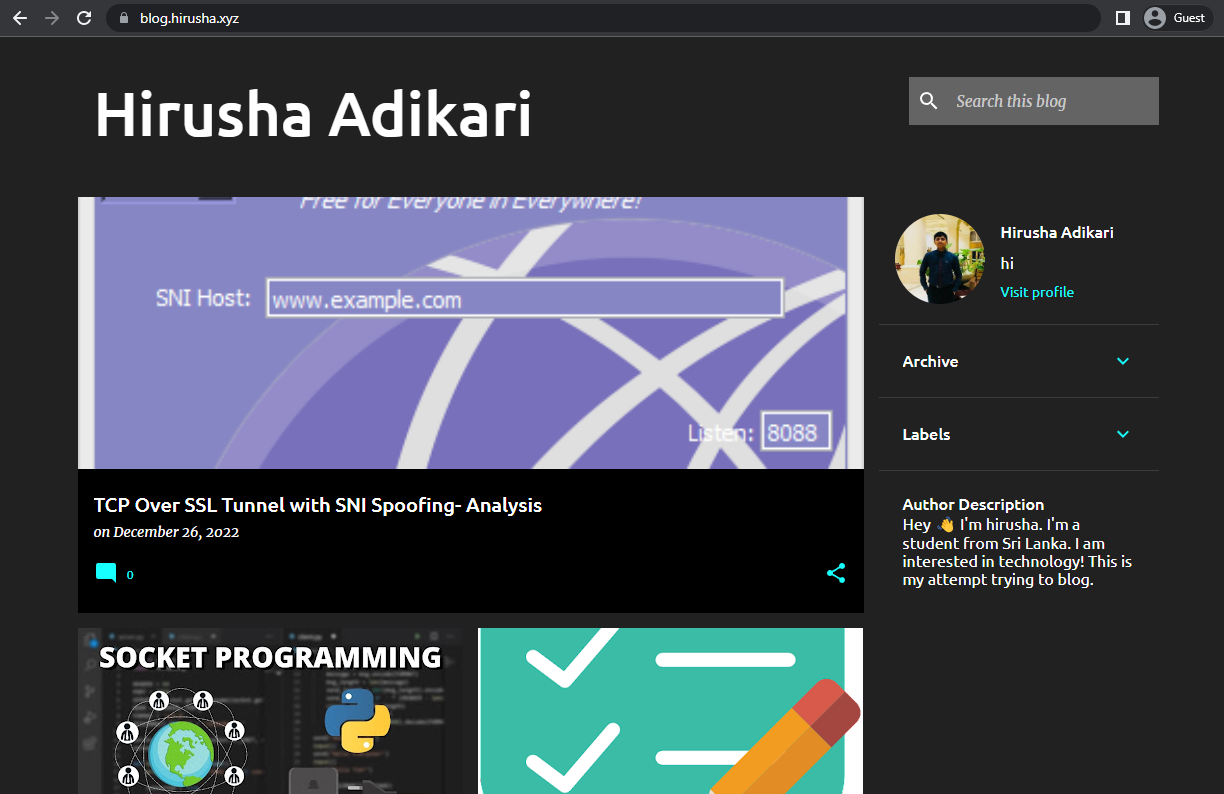 blog.hirusha.xyz
Guest
Hirusha Adikari
Search this blog
Free for Everyone in Everywhere!
SNI Host: www.example.com
Listen: 8088
TCP Over SSL Tunnel with SNI Spoofing- Analysis
on December 26, 2022
0
SOCKET PROGRAMMING
Hirusha Adikari
hi
Visit profile
Archive
Labels
Author Description
Hey 👋 I'm hirusha. I'm a
student from Sri Lanka. I am
interested in technology! This is
my attempt trying to blog.